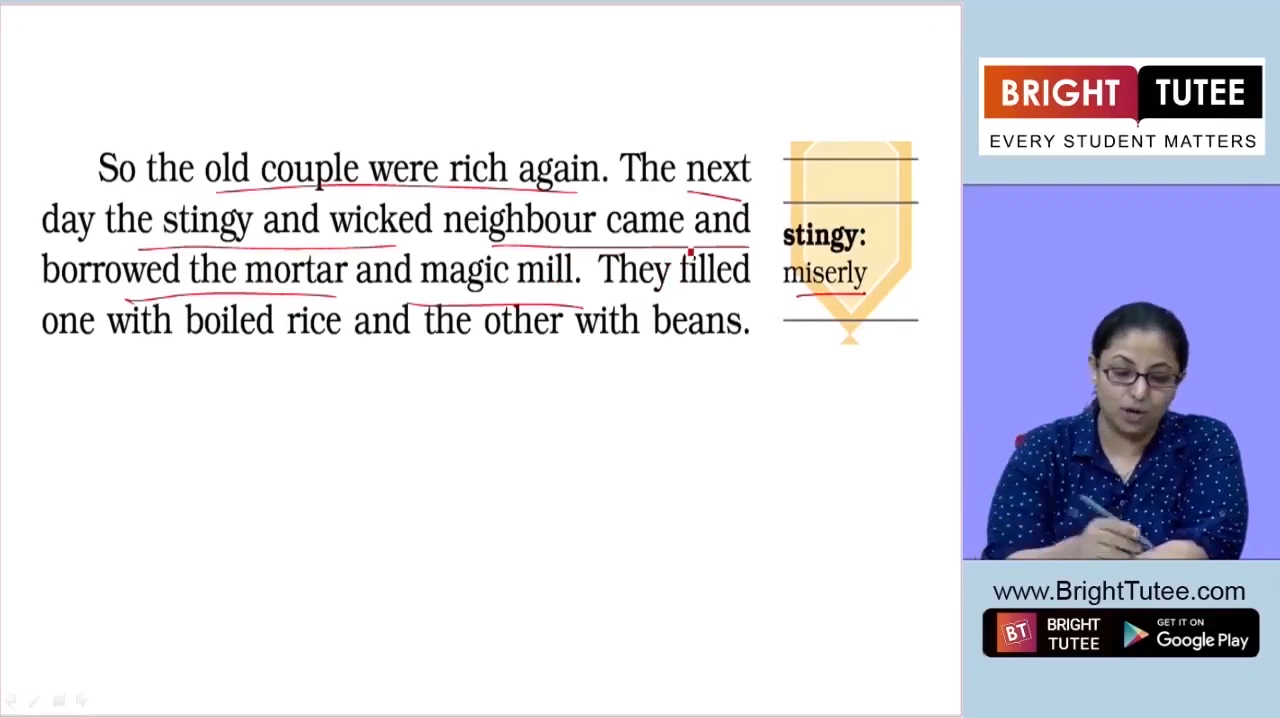 So the old couple were rich again. The next
day the stingy and wicked neighbour came and
borrowed the mortar and magic mill. They filled
one with boiled rice and the other with beans.
stingy:
miserly
BRIGHT TUTEE
EVERY STUDENT MATTERS
www.BrightTutee.com
BT
BRIGHT
TUTEE
GET IT ON
Google Play